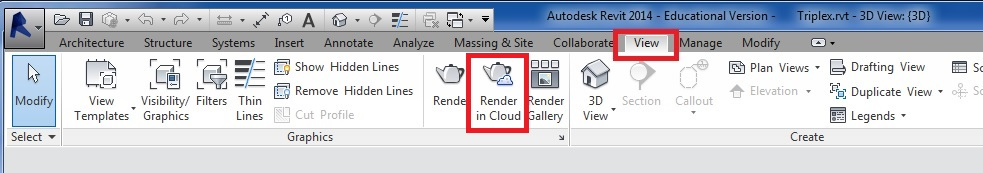 Autodesk Revit 2014 - Educational Version - Triplex.rvt - 3D View: {3D}
Architecture Structure Systems Insert Annotate Analyze Massing & Site Collaborate View Manage Modify
Modify
View Templates
Visibility/ Graphics
Filters
Thin Lines
Show Hidden Lines
Remove Hidden Lines
Cut Profile
Render
Render in Cloud
Render Gallery
3D View
Section
Callout
Plan Views
Elevation
Drafting View
Duplicate View
Legends
Select
Graphics
Create